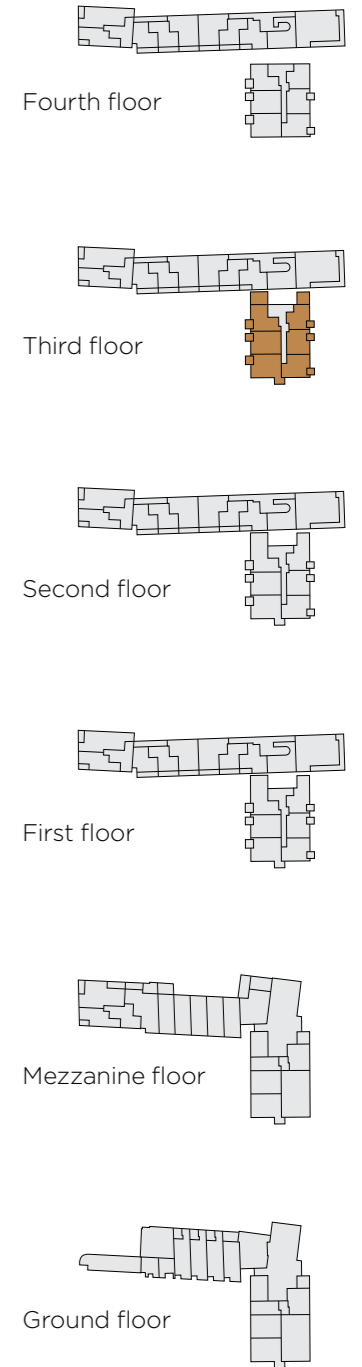 Fourth floor
Third floor
Second floor
First floor
Mezzanine floor
Ground floor